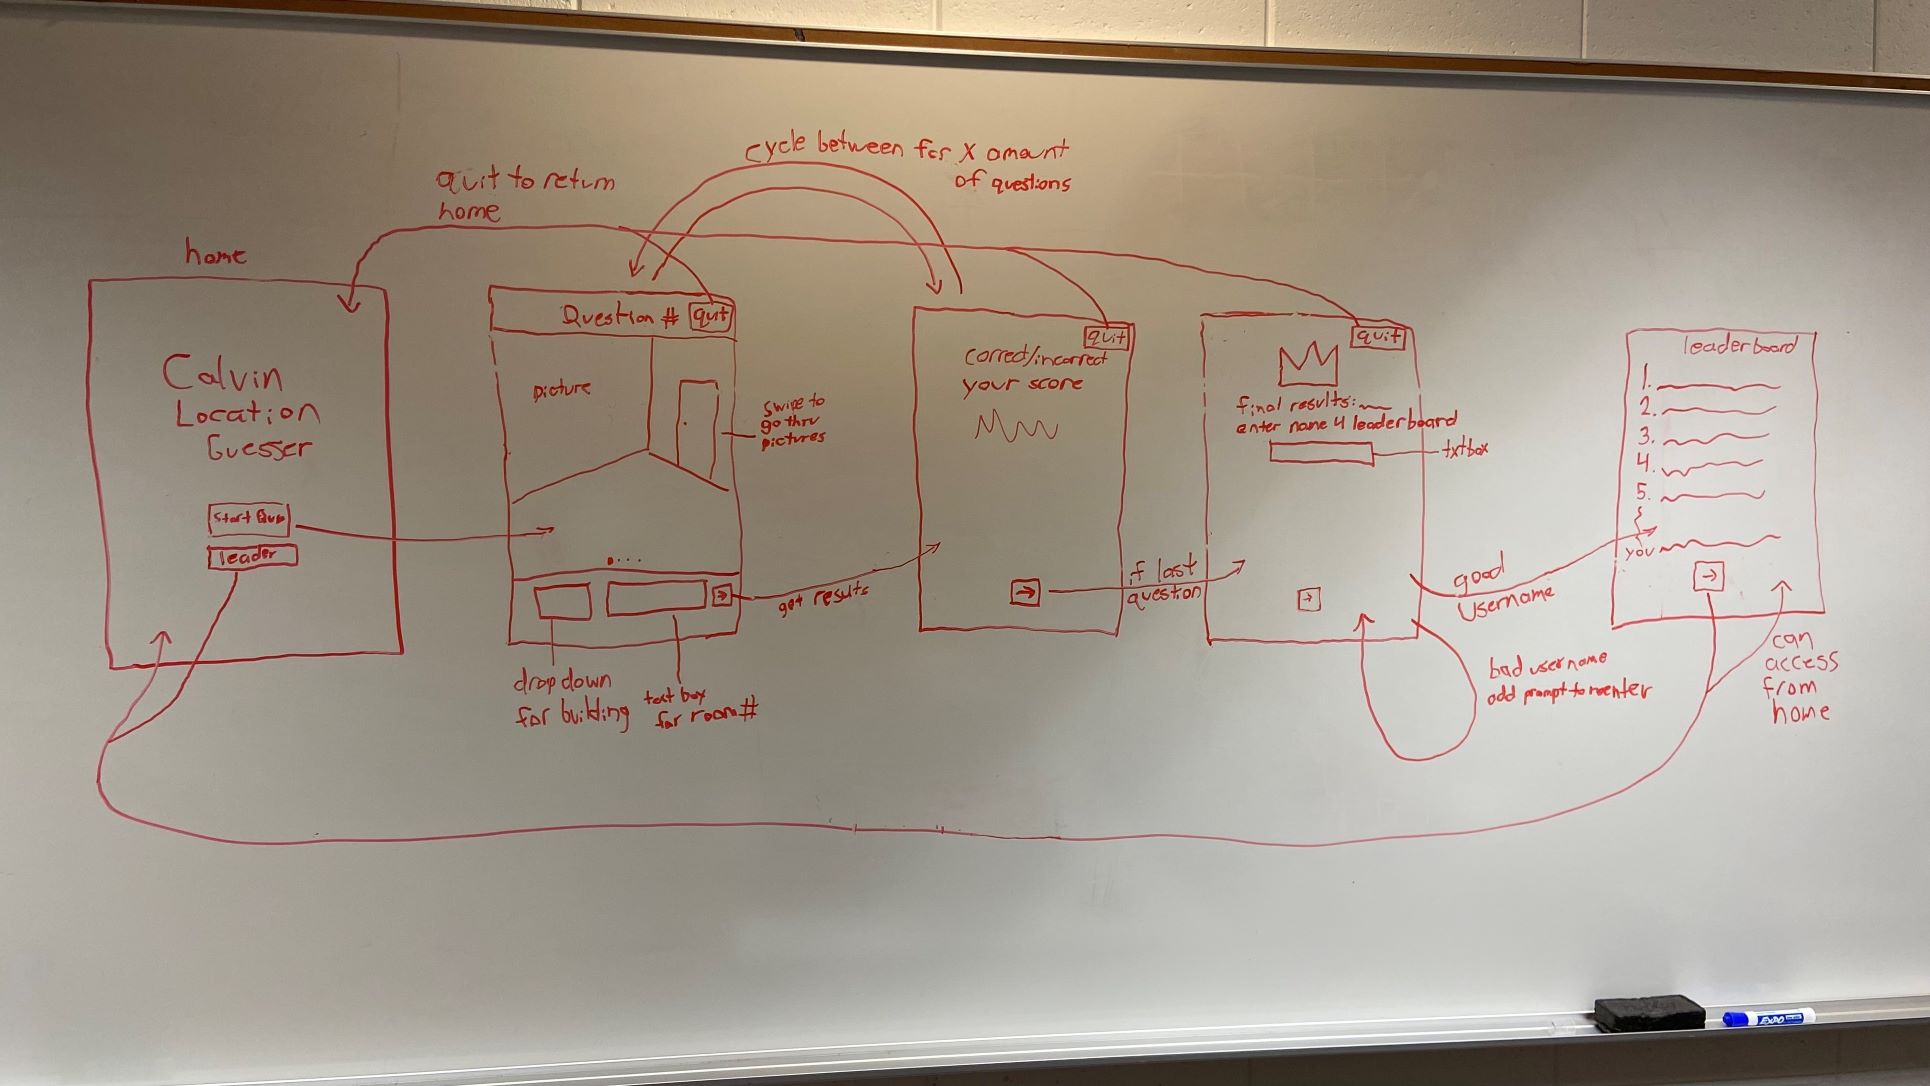 cycle between for X amount
of questions
quit to return
home
home
Calvin
Location
Guesser
Start
leader
Question #
quit
picture
swipe to
go thru
pictures
get results
drop down
for building
text box
for room #
quit
correct/incorrect
your score
if last
question
quit
final results:
enter name 4 leaderboard
txtbox
good
Username
bad username
add prompt to reenter
leaderboard
1.
2.
3.
4.
5.
you
can
access
from
home
EXPO